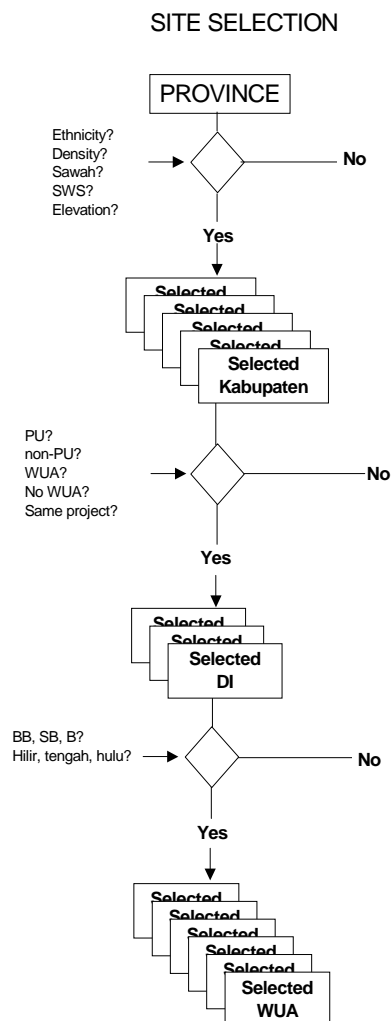 SITE SELECTION
PROVINCE
Ethnicity?
Density?
Sawah?
SWS?
Elevation?
No
Yes
Selected
Selected
Selected
Selected
Selected
Kabupaten
PU?
non-PU?
WUA?
No WUA?
Same project?
No
Yes
Selected
Selected
Selected
DI
BB, SB, B?
Hilir, tengah, hulu?
No
Yes
Selected
Selected
Selected
Selected
Selected
Selected
WUA